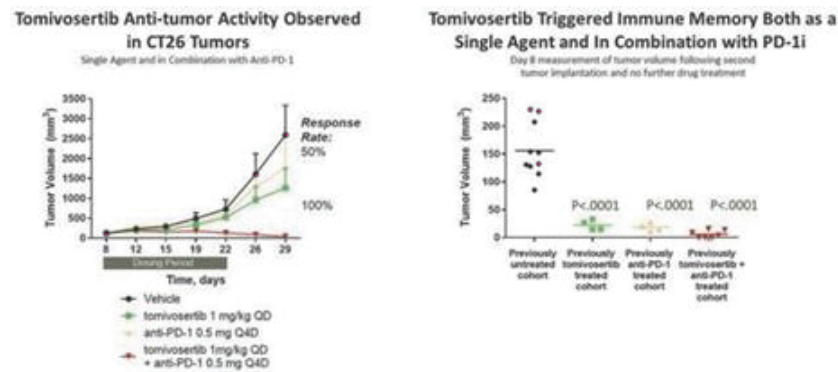 Tomivosertib Anti-tumor Activity Observed
in CT26 Tumors
Single Agent and in Combination with Anti-PD-1
Tumor Volume (mm³)
3500
3000
2500
2000
1500
1000
500
0
8 12 15 19 22 26 29
Dosing Period
Time, days
Response
Rate:
50%
100%
Vehicle
tomivosertib 1 mg/kg QD
anti-PD-1 0.5 mg Q4D
tomivosertib 1mg/kg QD
+ anti-PD-1 0.5 mg Q4D
Tomivosertib Triggered Immune Memory Both as a
Single Agent and In Combination with PD-1i
Day 8 measurement of tumor volume following second
tumor implantation and no further drug treatment
Tumor Volume (mm³)
250
200
150
100
50
0
P<.0001 P<.0001 P<.0001
Previously
untreated
cohort
Previously
tomivosertib
treated
cohort
Previously
anti-PD-1
treated
cohort
Previously
tomivosertib +
anti-PD-1
treated cohort